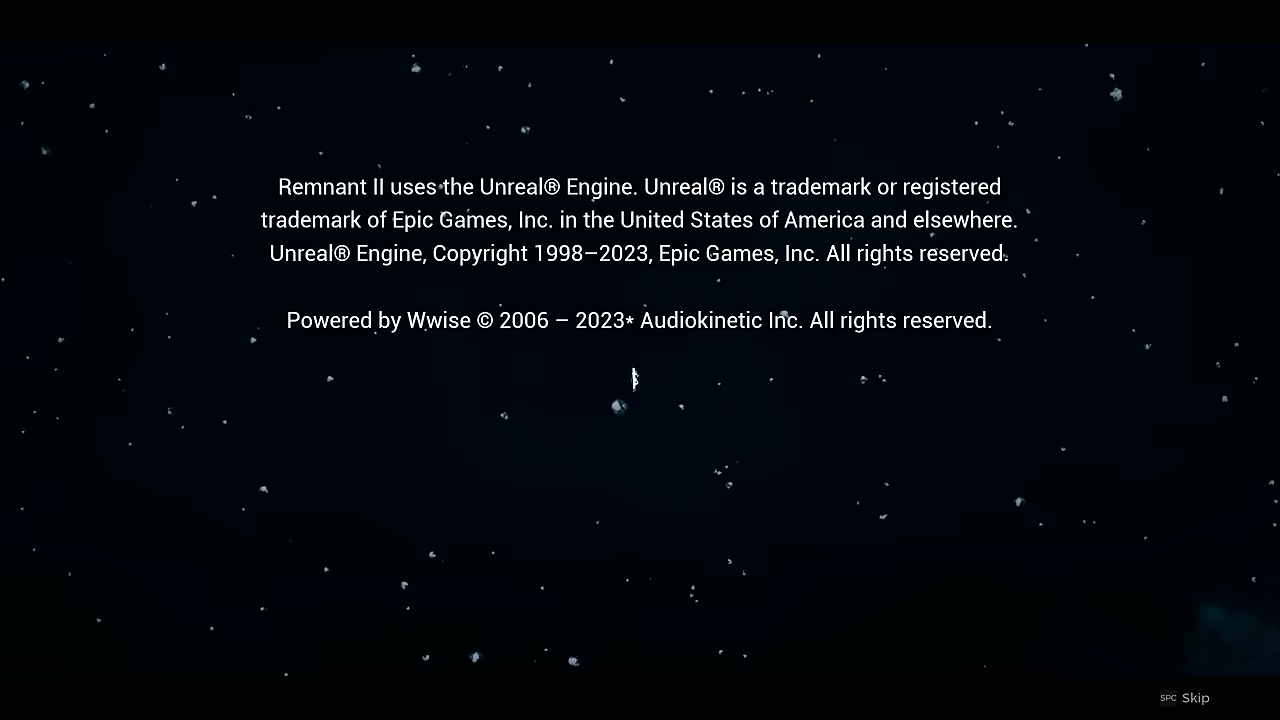 Remnant II uses the Unreal® Engine. Unreal® is a trademark or registered
trademark of Epic Games, Inc. in the United States of America and elsewhere.
Unreal® Engine, Copyright 1998–2023, Epic Games, Inc. All rights reserved.
Powered by Wwise © 2006 – 2023 Audiokinetic Inc. All rights reserved.
SPC Skip